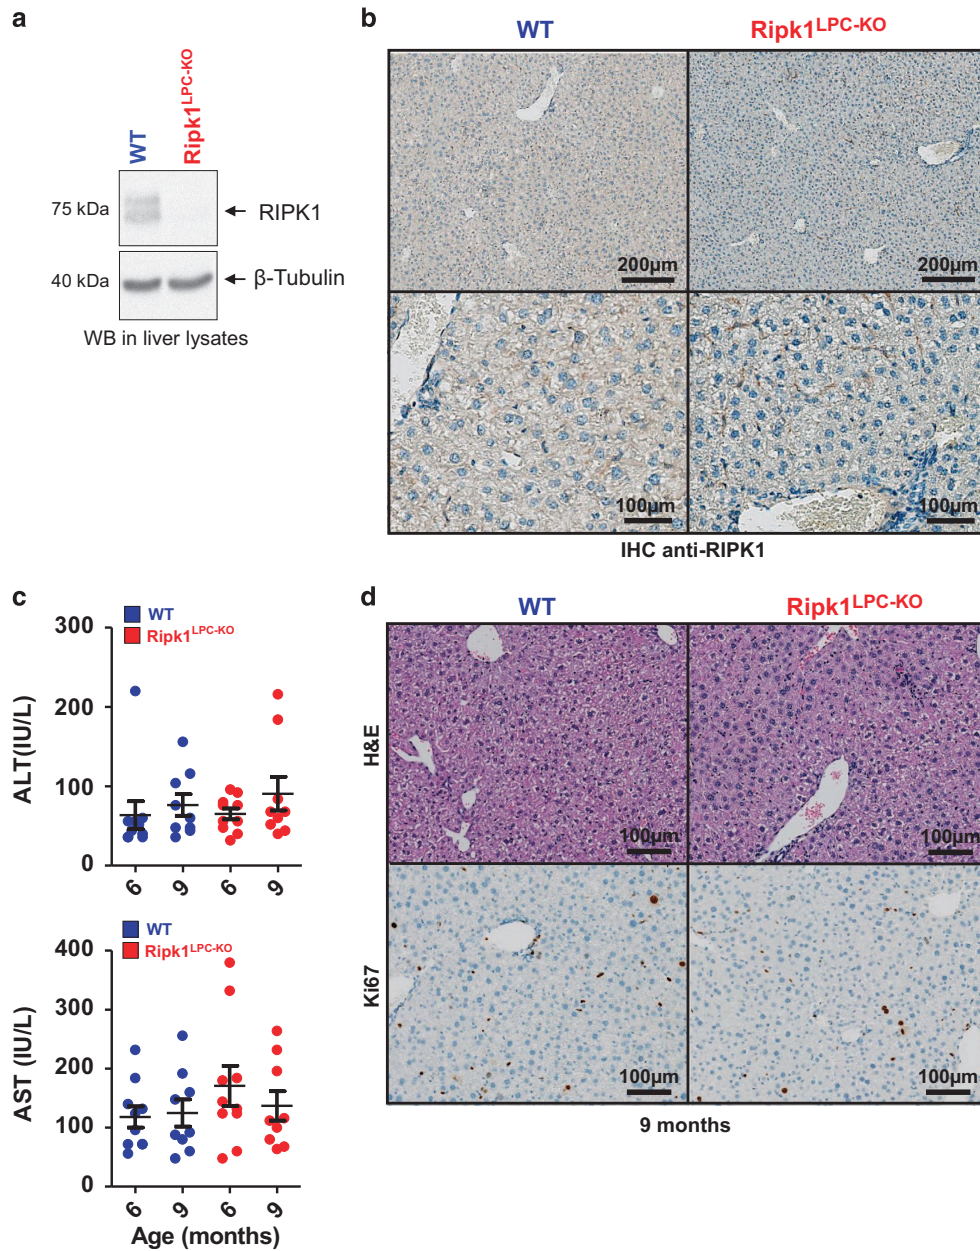 a
WT
Ripk1LPC-KO
75 kDa
RIPK1
40 kDa
β-Tubulin
WB in liver lysates
b
WT
Ripk1LPC-KO
200µm
200µm
100µm
100µm
IHC anti-RIPK1
c
WT
Ripk1LPC-KO
300
200
100
0
ALT(IU/L)
6
9
6
9
WT
Ripk1LPC-KO
400
300
200
100
0
AST (IU/L)
6
9
6
9
Age (months)
d
WT
Ripk1LPC-KO
H&E
100µm
100µm
Ki67
100µm
100µm
9 months